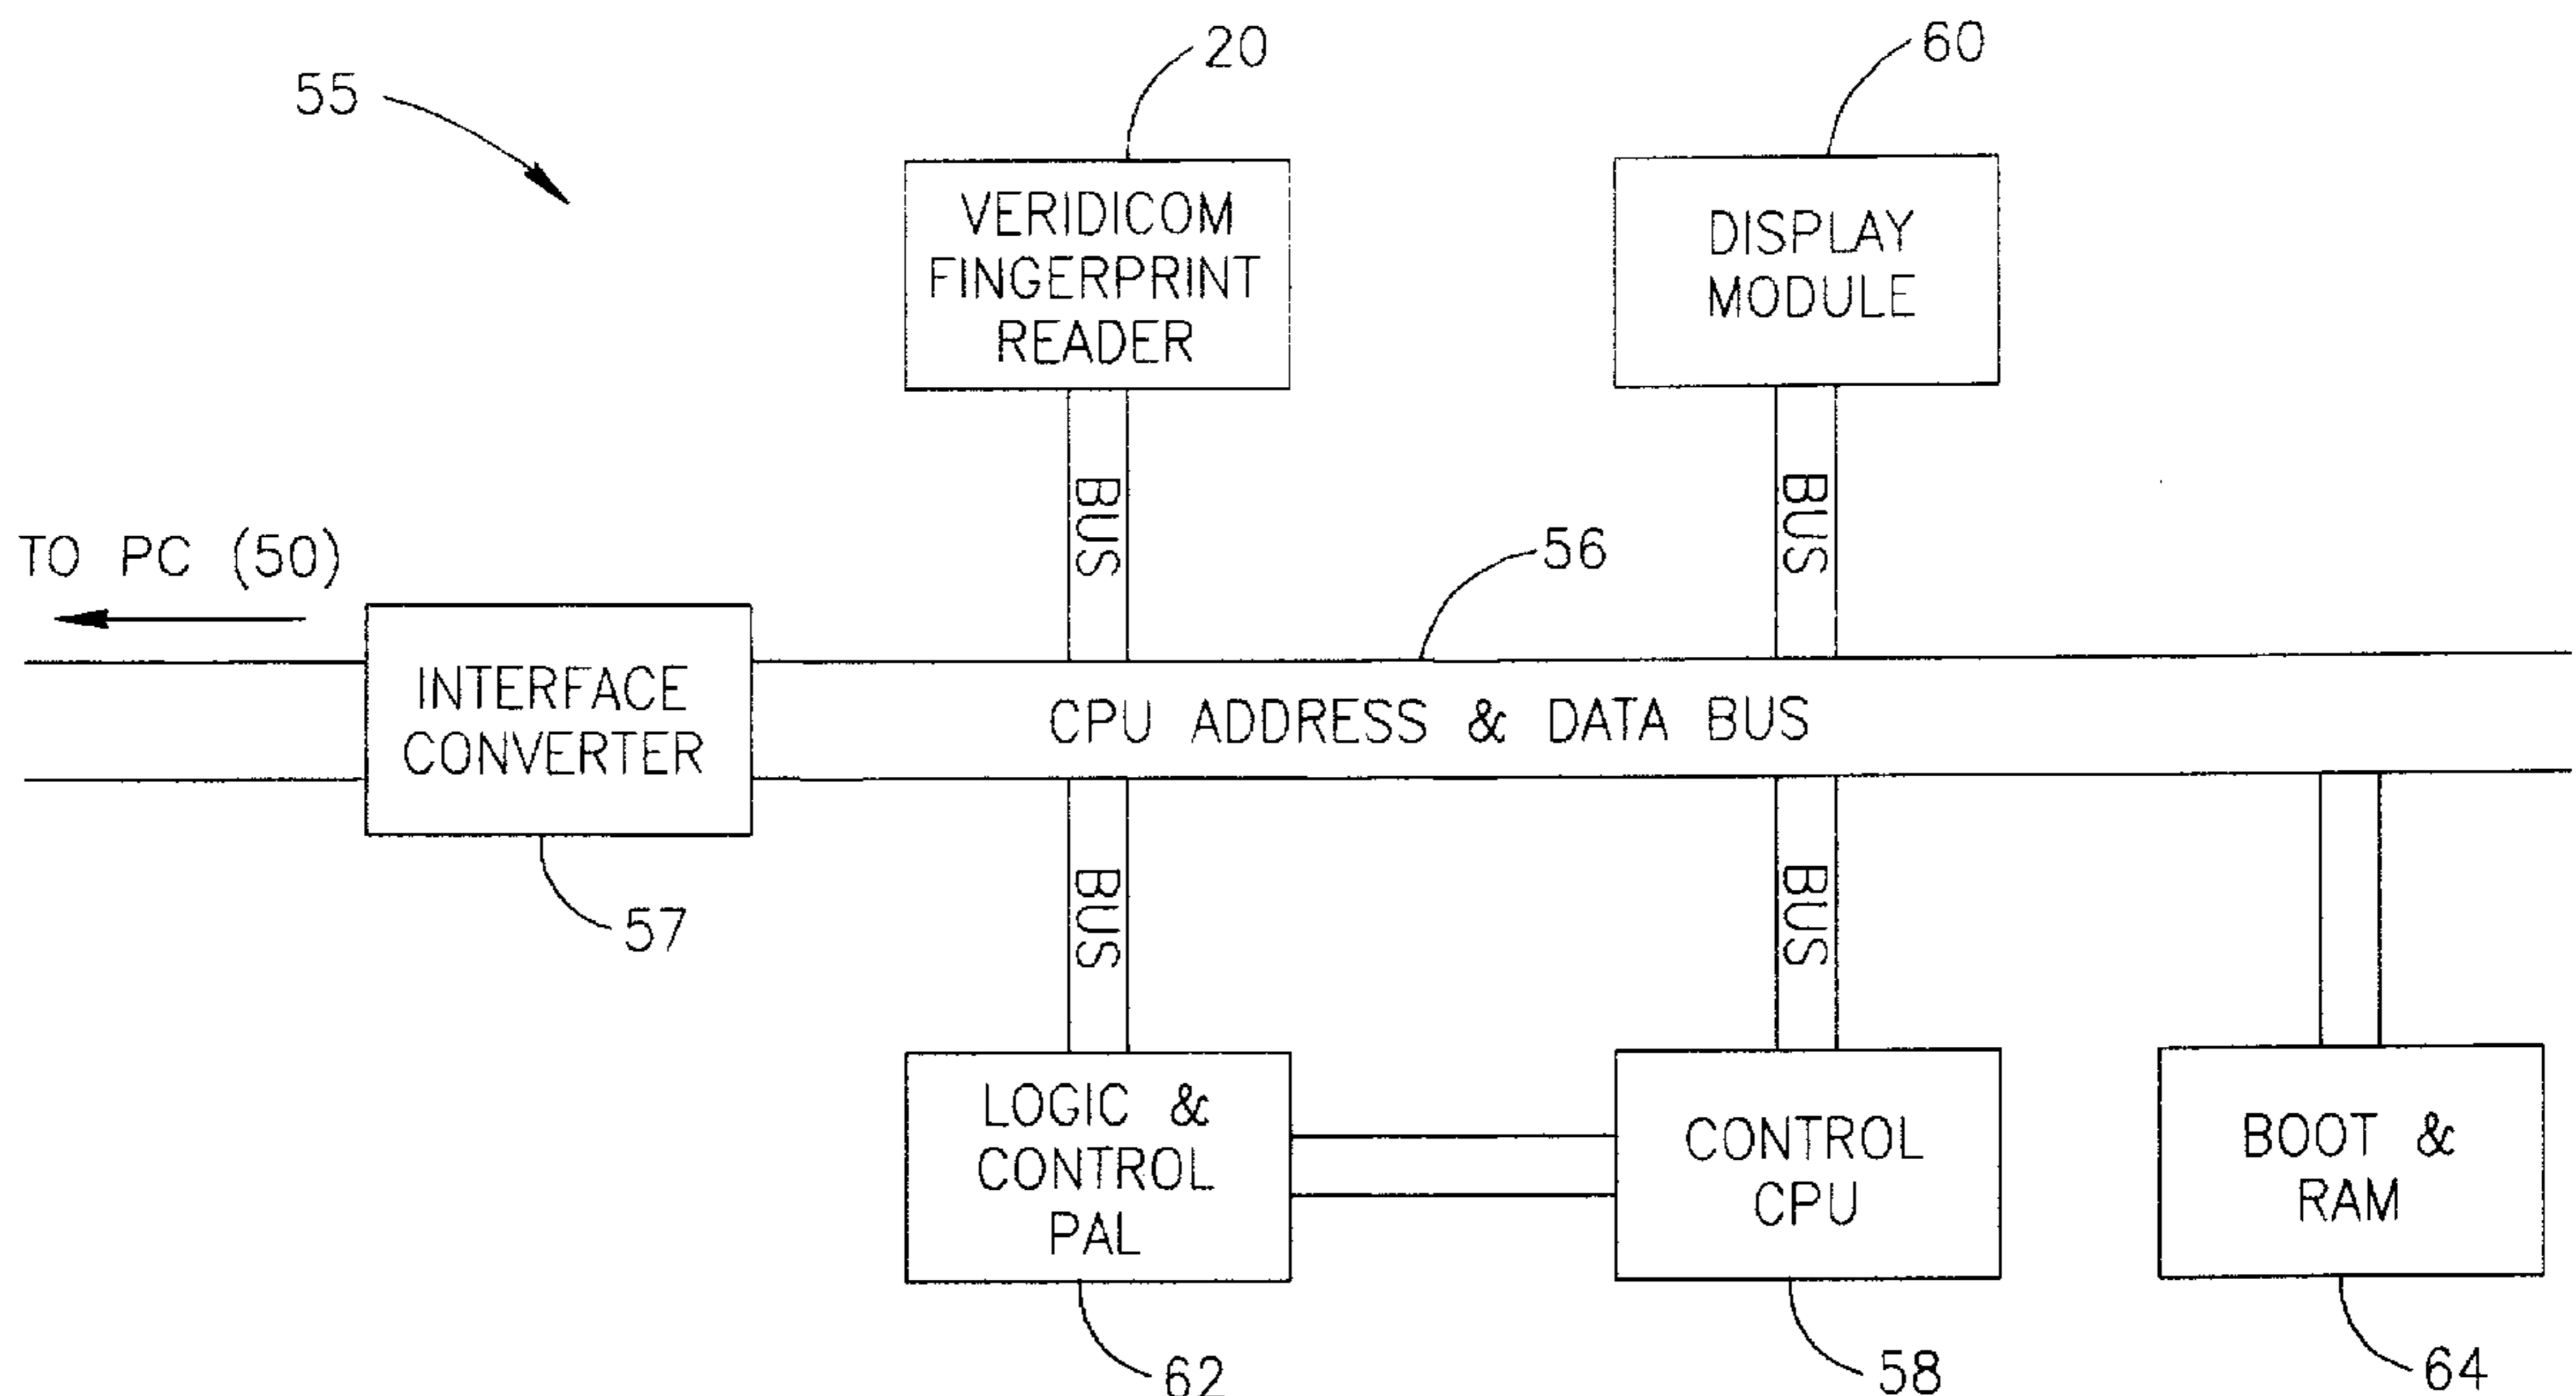 55
20
60
VERIDICOM
FINGERPRINT
READER
DISPLAY
MODULE
BUS
BUS
TO PC (50)
56
INTERFACE
CONVERTER
CPU ADDRESS & DATA BUS
57
BUS
BUS
LOGIC &
CONTROL
PAL
CONTROL
CPU
BOOT &
RAM
62
58
64